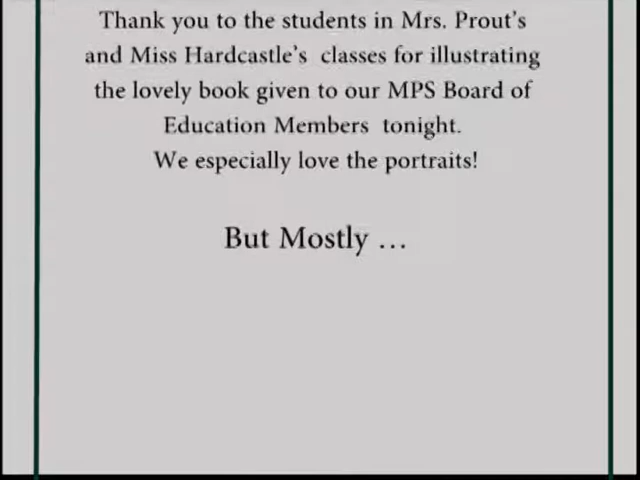 Thank you to the students in Mrs. Prout's
and Miss Hardcastle's classes for illustrating
the lovely book given to our MPS Board of
Education Members tonight.
We especially love the portraits!
But Mostly …